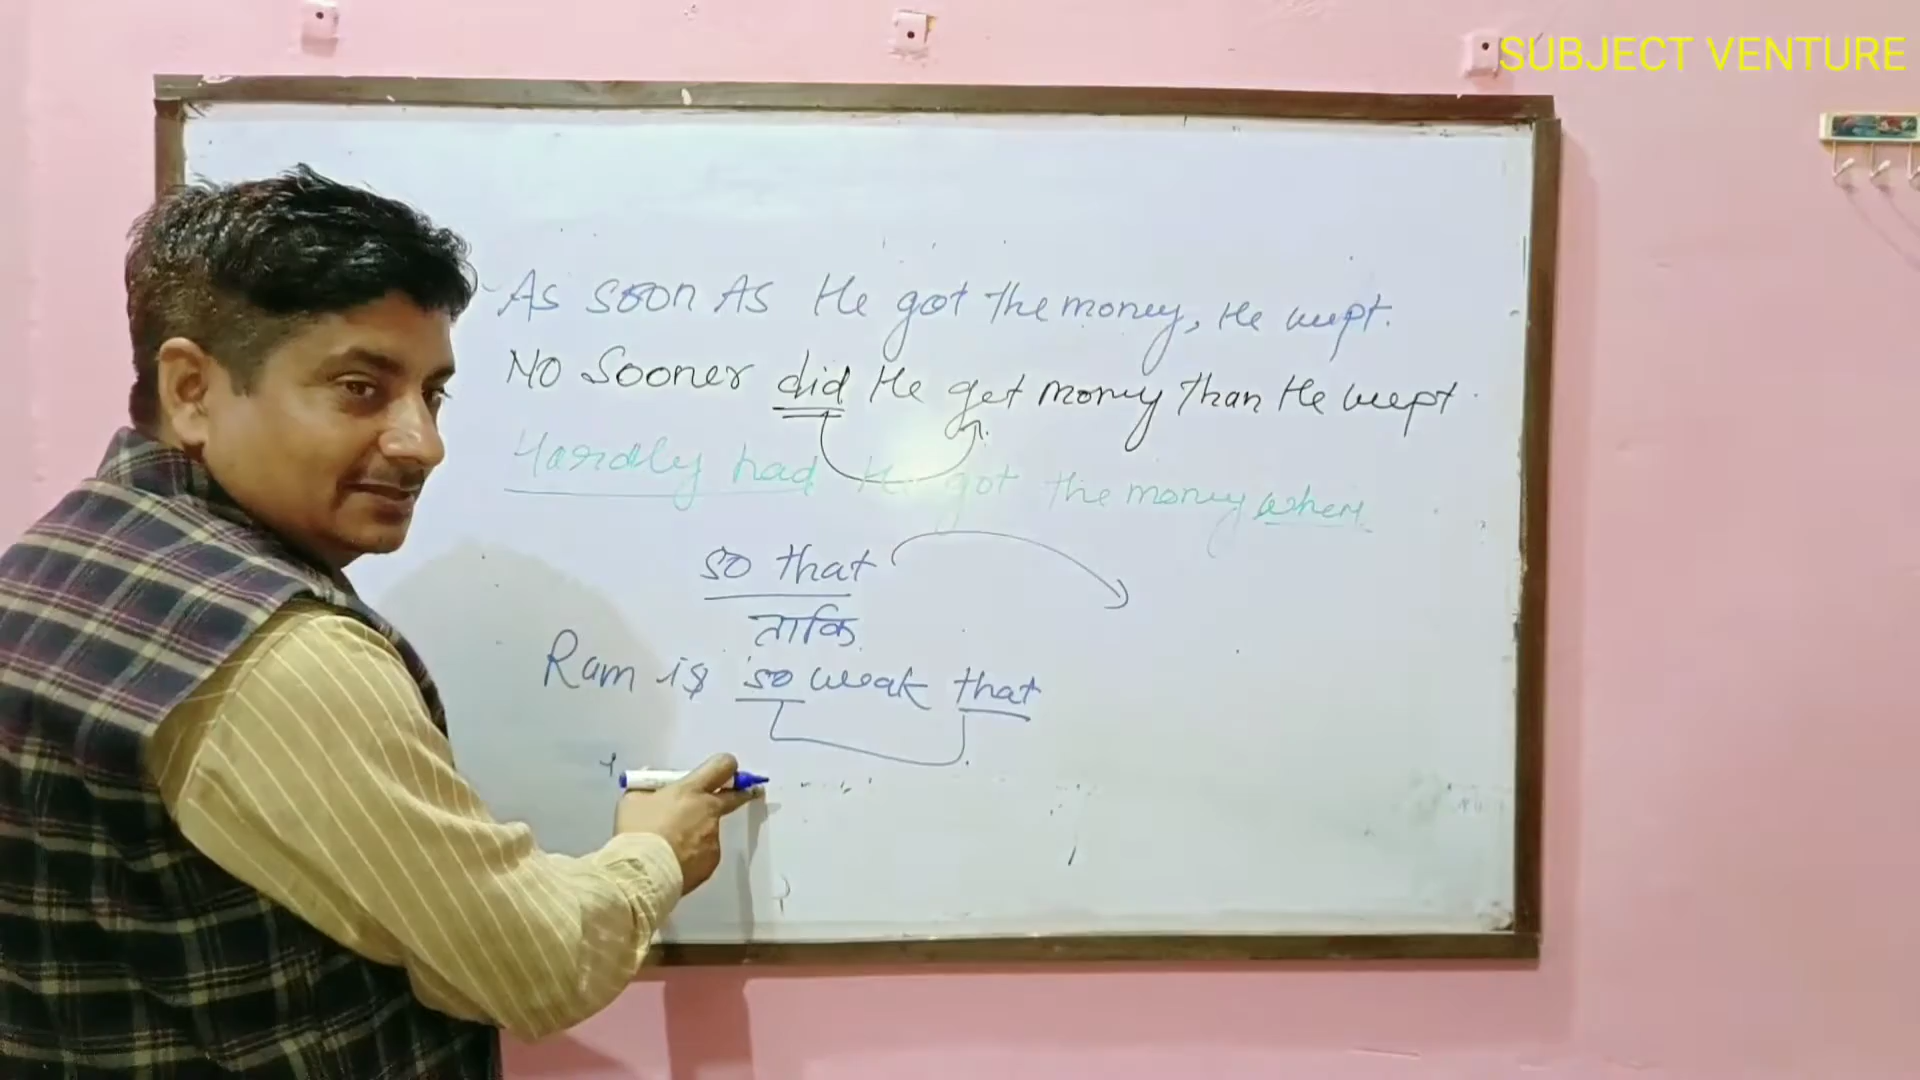 SUBJECT VENTURE
As soon As He got the money, He wept.
No Sooner did He get money than He wept.
Hardly had He got the money when
so that
ताकि
Ram is so weak that